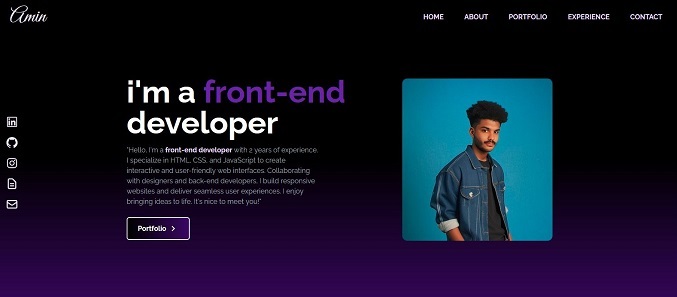 Amin
HOME ABOUT PORTFOLIO EXPERIENCE CONTACT
i'm a front-end
developer
"Hello, I'm a front-end developer with 2 years of experience.
I specialize in HTML, CSS, and JavaScript to create
interactive and user-friendly web interfaces. Collaborating
with designers and back-end developers, I build responsive
websites and deliver seamless user experiences. I enjoy
bringing ideas to life. It's nice to meet you!"
Portfolio